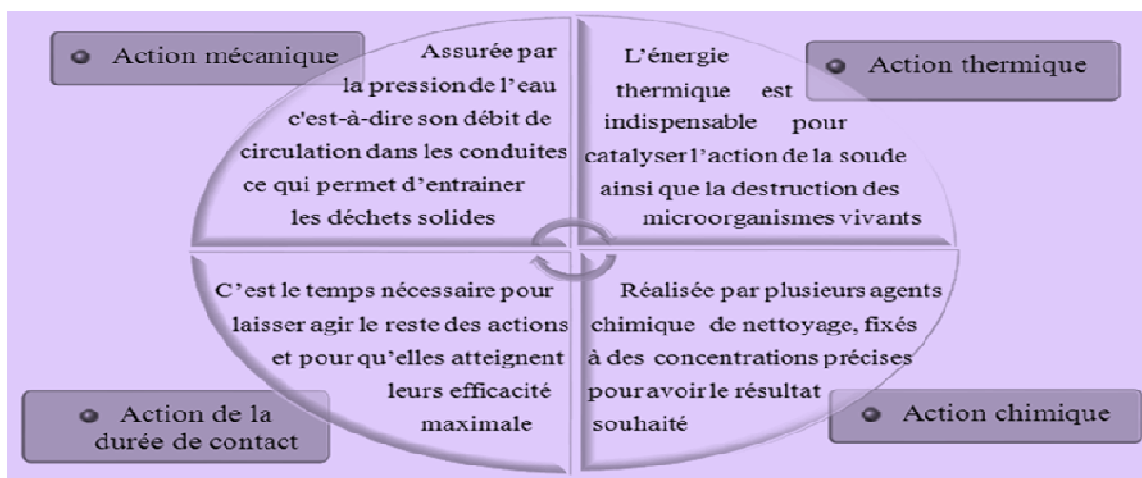 Action mécanique
Assurée par
la pression de l'eau
c'est-à-dire son débit de
circulation dans les conduites
ce qui permet d'entrainer
les déchets solides
Action thermique
L'énergie
thermique est
indispensable pour
catalyser l'action de la soude
ainsi que la destruction des
microorganismes vivants
C'est le temps nécessaire pour
laisser agir le reste des actions
et pour qu'elles atteignent
leurs efficacité
maximale
Action de la
durée de contact
Réalisée par plusieurs agents
chimique de nettoyage, fixés
à des concentrations précises
pour avoir le résultat
souhaité
Action chimique